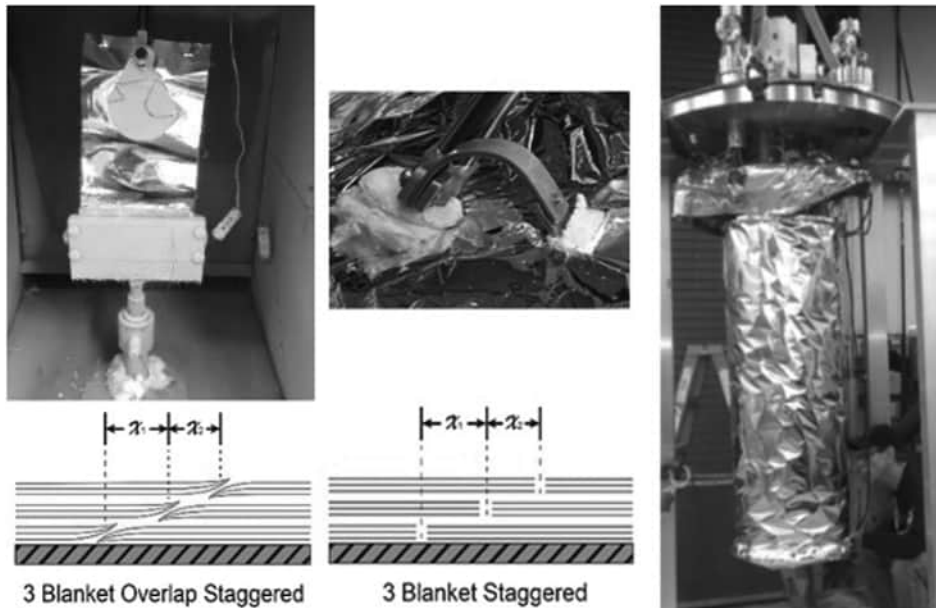 x₁ x₂
x₁ x₂
3 Blanket Overlap Staggered
3 Blanket Staggered